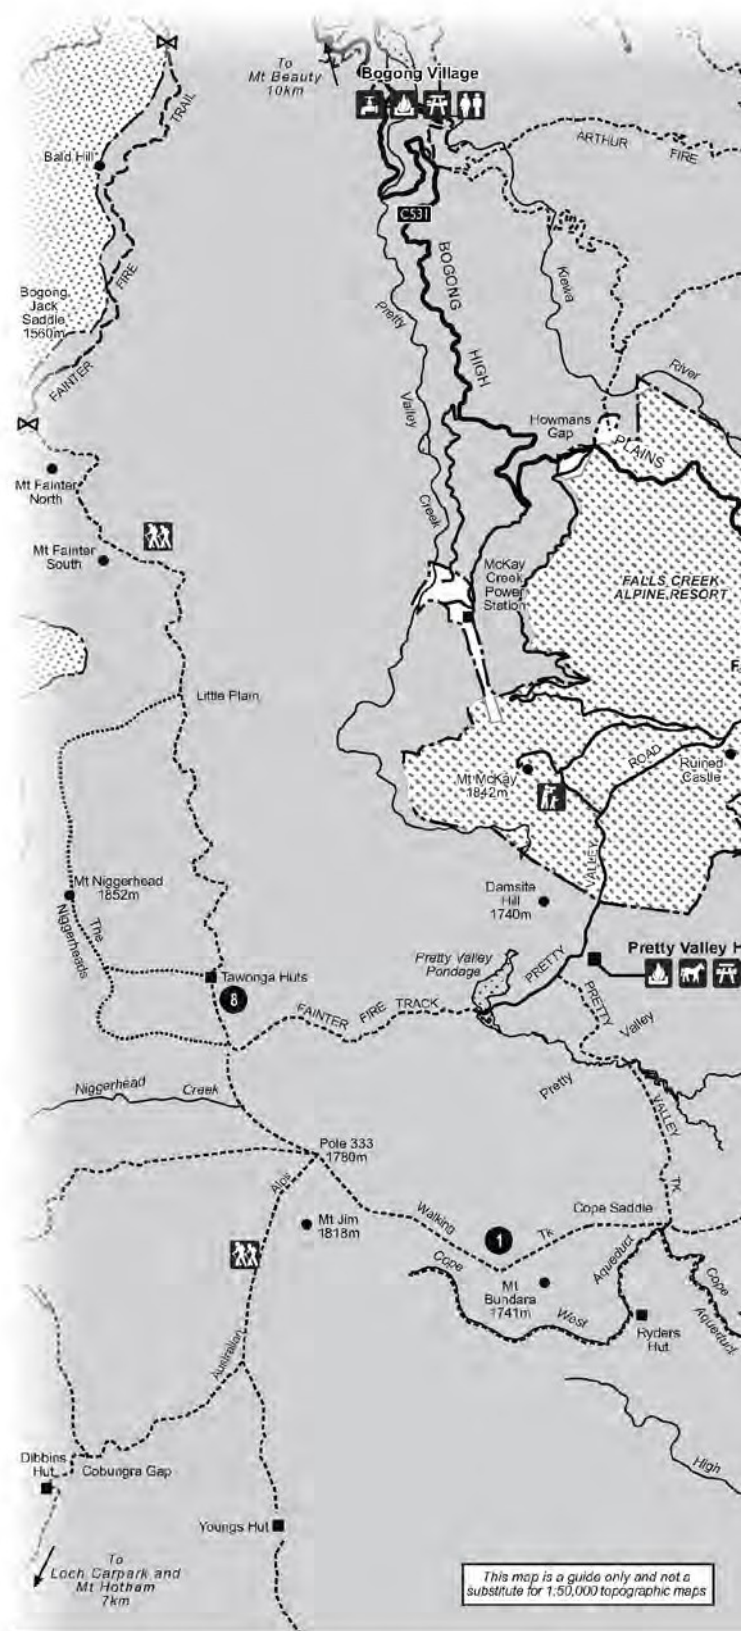 To
Mt Beauty
10km
Bogong Village
TRAIL
ARTHUR
FIRE
Bald Hill
C531
BOGONG
HIGH
PLAINS
Kiewa
River
FIRE
Bogong
Jack
Saddle
1560m
FAINTER
Pretty
Valley
Creek
Howmans
Gap
Mt Fainter
North
Mt Fainter
South
McKay
Creek
Power
Station
FALLS CREEK
ALPINE RESORT
F
Little Plain
ROAD
Ruined
Castle
Mt McKay
1842m
VALLEY
PRETTY
Mt Niggerhead
1852m
The
Niggerheads
Damsite
Hill
1740m
Pretty Valley
Pondage
Pretty Valley H
Tawonga Huts
8
FAINTER FIRE TRACK
PRETTY
VALLEY
TK
Pretty
Valley
Niggerhead Creek
Pole 333
1780m
Alps
Mt Jim
1818m
Walking
Tk
1
Cope Saddle
Cope
West
Aqueduct
Mt
Bundara
1741m
Cope
Aqueduct
Ryders
Hut
Australian
Dibbins
Hut
Cobungra Gap
High
Youngs Hut
To
Loch Carpark and
Mt Hotham
7km
This map is a guide only and not a
substitute for 1:50,000 topographic maps